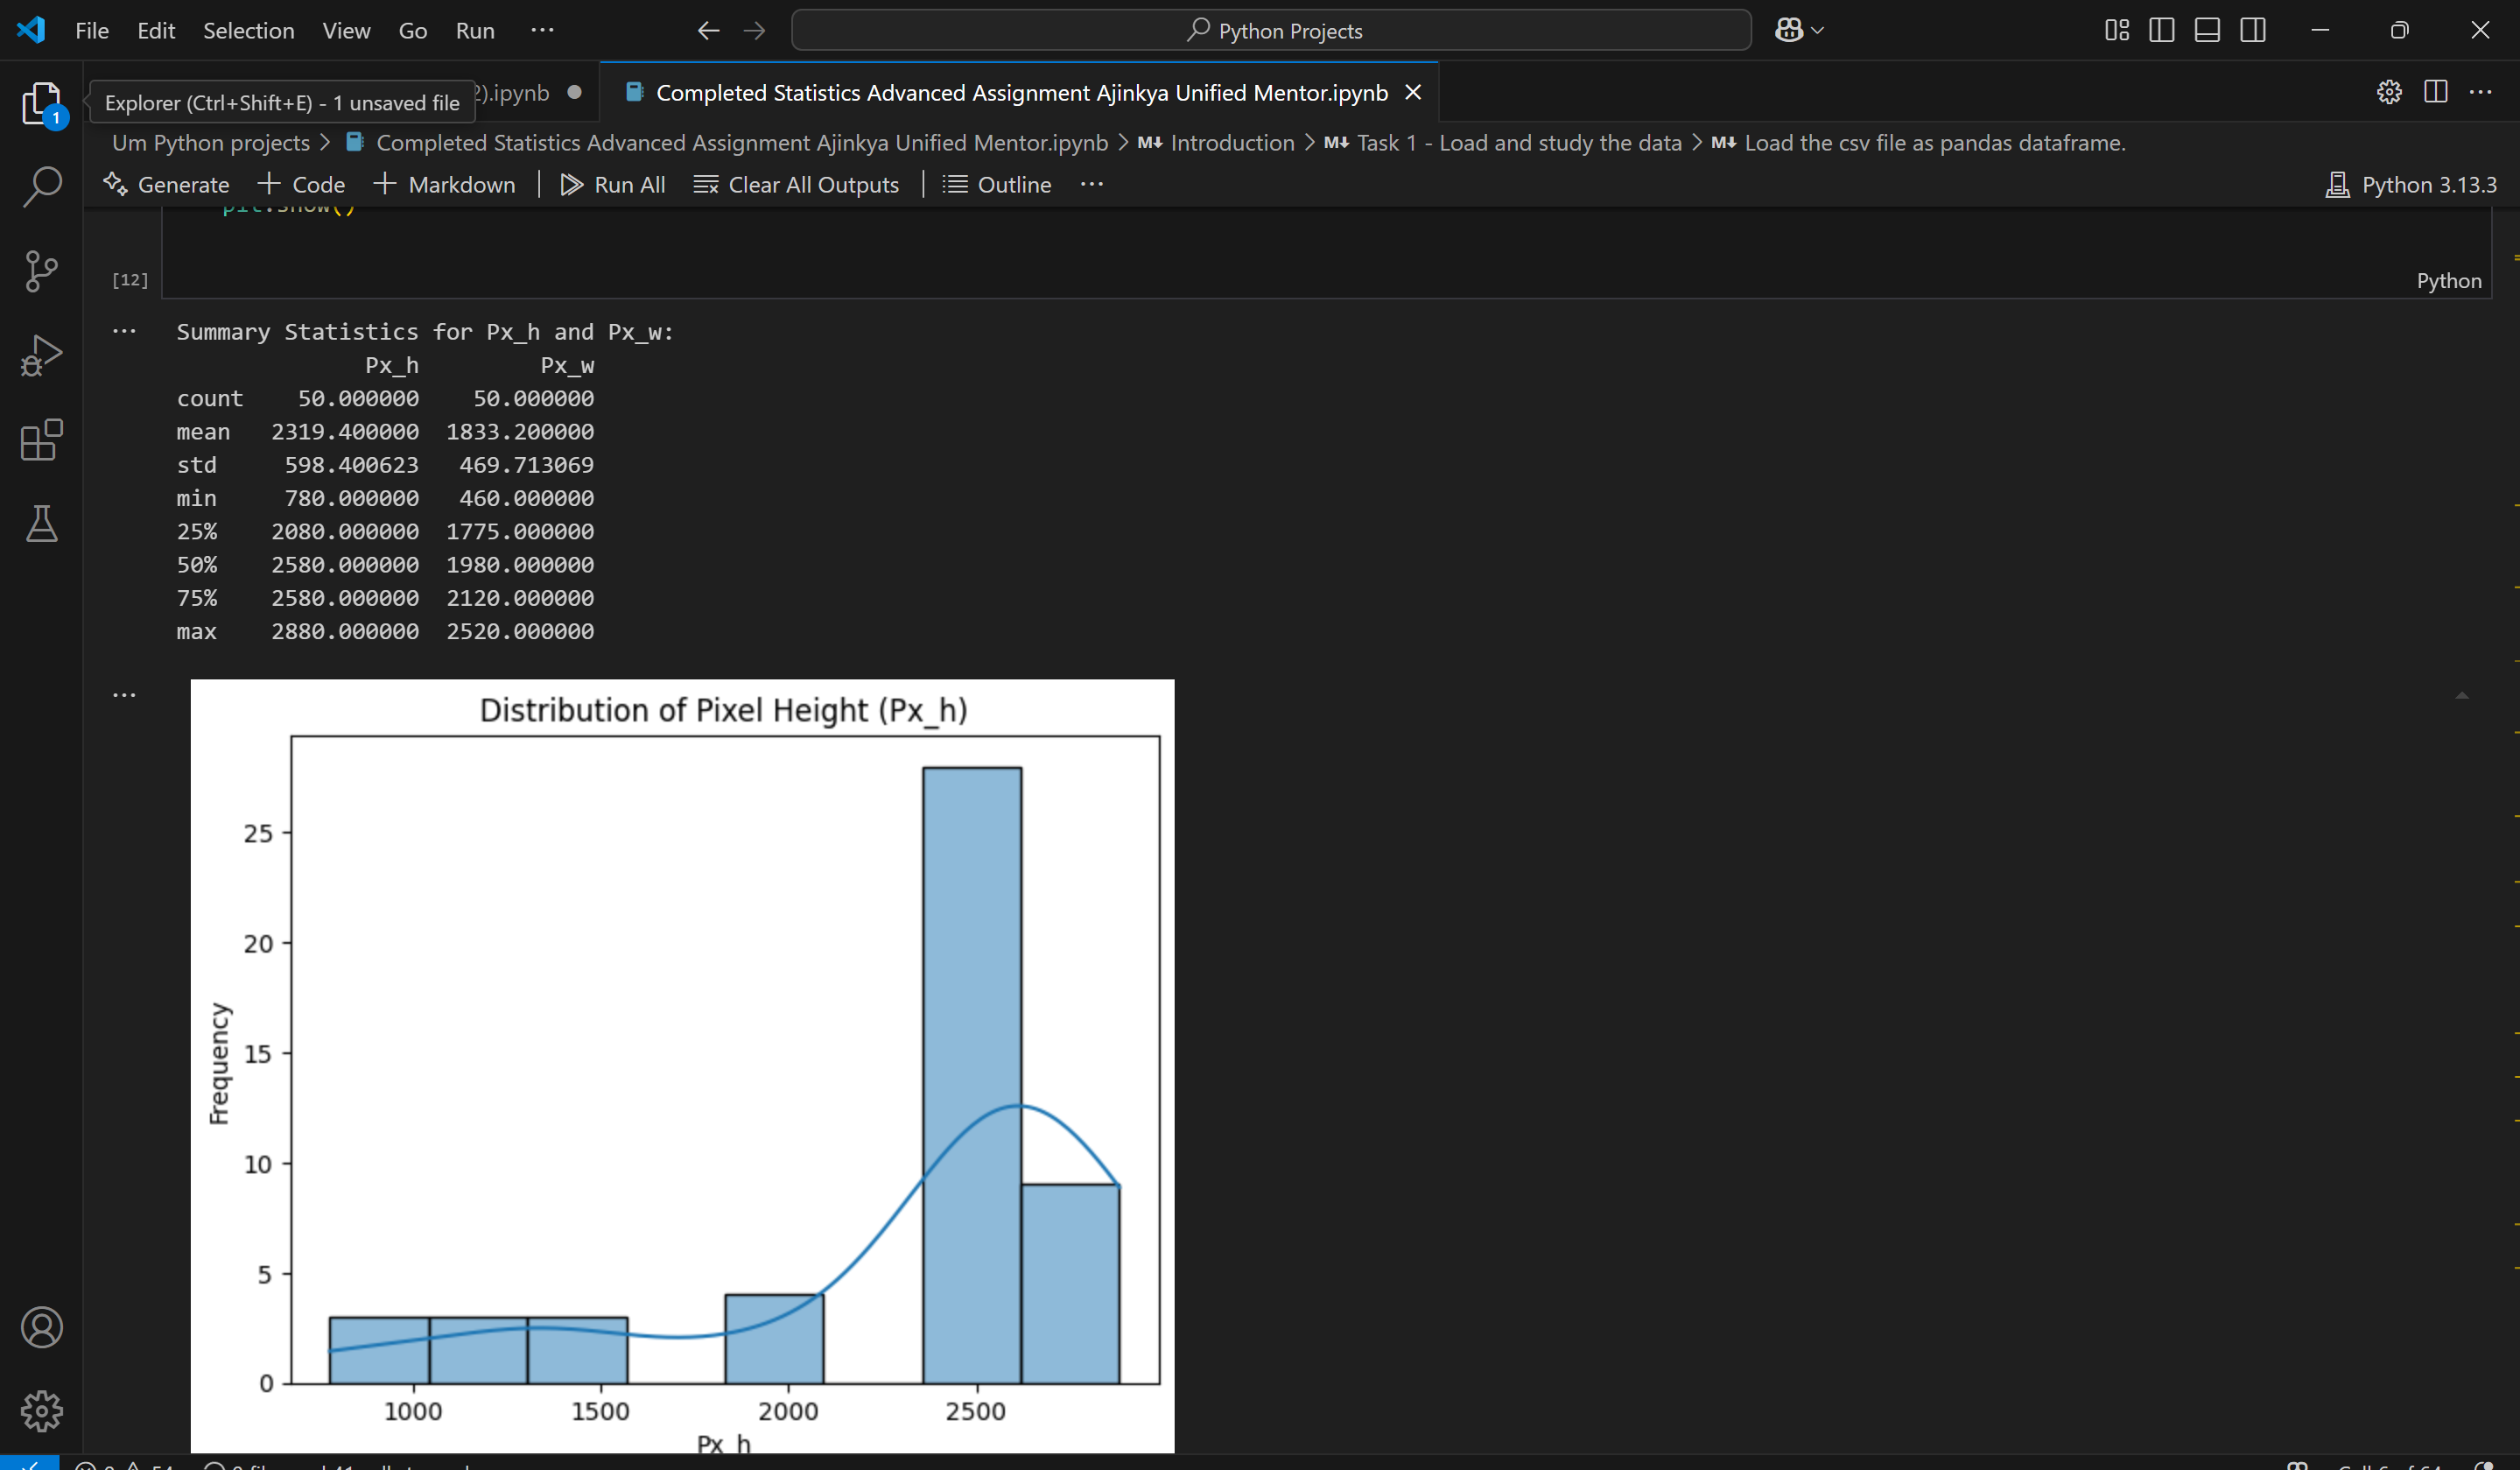 File Edit Selection View Go Run ··· Python Projects
Explorer (Ctrl+Shift+E) - 1 unsaved file 2).ipynb Completed Statistics Advanced Assignment Ajinkya Unified Mentor.ipynb
1
Um Python projects > Completed Statistics Advanced Assignment Ajinkya Unified Mentor.ipynb > M↓ Introduction > M↓ Task 1 - Load and study the data > M↓ Load the csv file as pandas dataframe.
Generate + Code + Markdown | Run All Clear All Outputs | Outline ··· Python 3.13.3
plt.show()
[12] Python
··· Summary Statistics for Px_h and Px_w:
Px_h Px_w
count 50.000000 50.000000
mean 2319.400000 1833.200000
std 598.400623 469.713069
min 780.000000 460.000000
25% 2080.000000 1775.000000
50% 2580.000000 1980.000000
75% 2580.000000 2120.000000
max 2880.000000 2520.000000
···
Distribution of Pixel Height (Px_h)
25
20
15
10
5
0
Frequency
1000 1500 2000 2500
Px_h